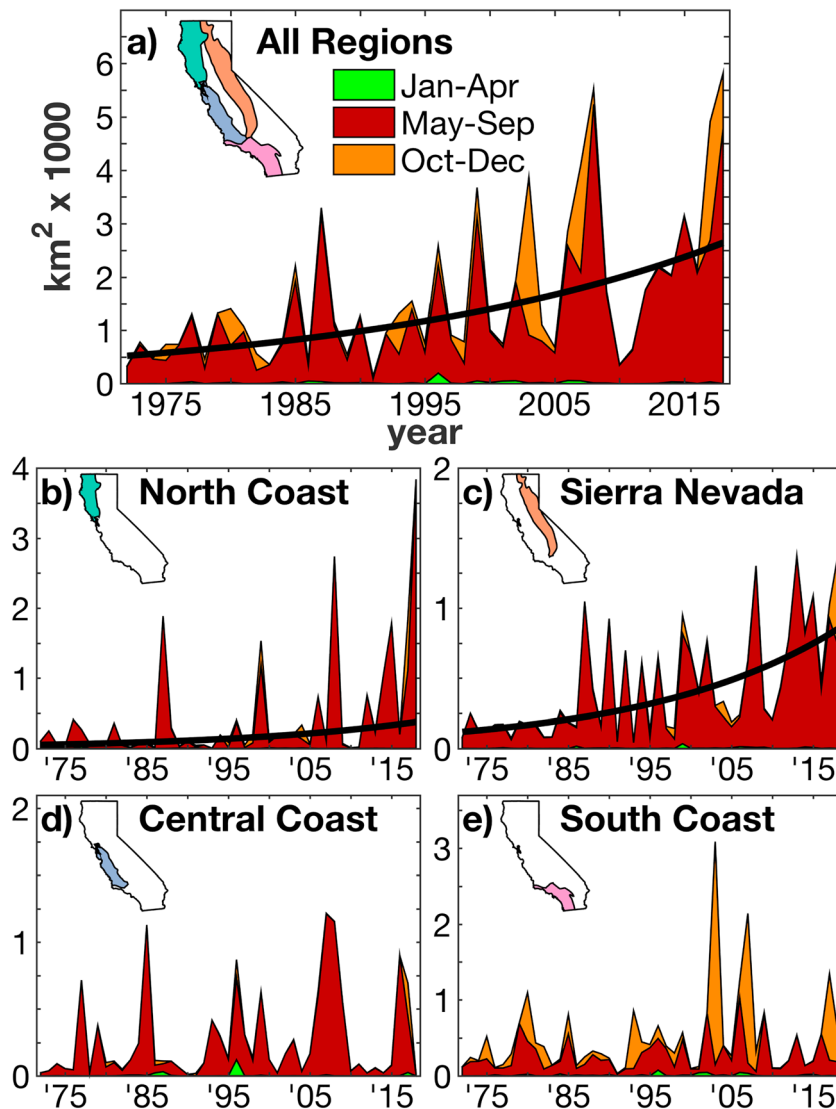 a) All Regions
Jan-Apr
May-Sep
Oct-Dec
km² x 1000
6
5
4
3
2
1
0
1975 1985 1995 2005 2015
year
b) North Coast
4
3
2
1
0
'75 '85 '95 '05 '15
c) Sierra Nevada
2
1
0
'75 '85 '95 '05 '15
d) Central Coast
2
1
0
'75 '85 '95 '05 '15
e) South Coast
3
2
1
0
'75 '85 '95 '05 '15